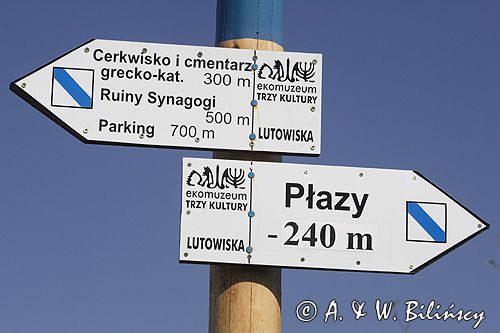 Cerkwisko i cmentarz
grecko-kat. 300 m
Ruiny Synagogi
500 m
Parking 700 m
ekomuzeum
TRZY KULTURY
LUTOWISKA
ekomuzeum
TRZY KULTURY
LUTOWISKA
Płazy
-240 m
© A. & W. Bilińscy